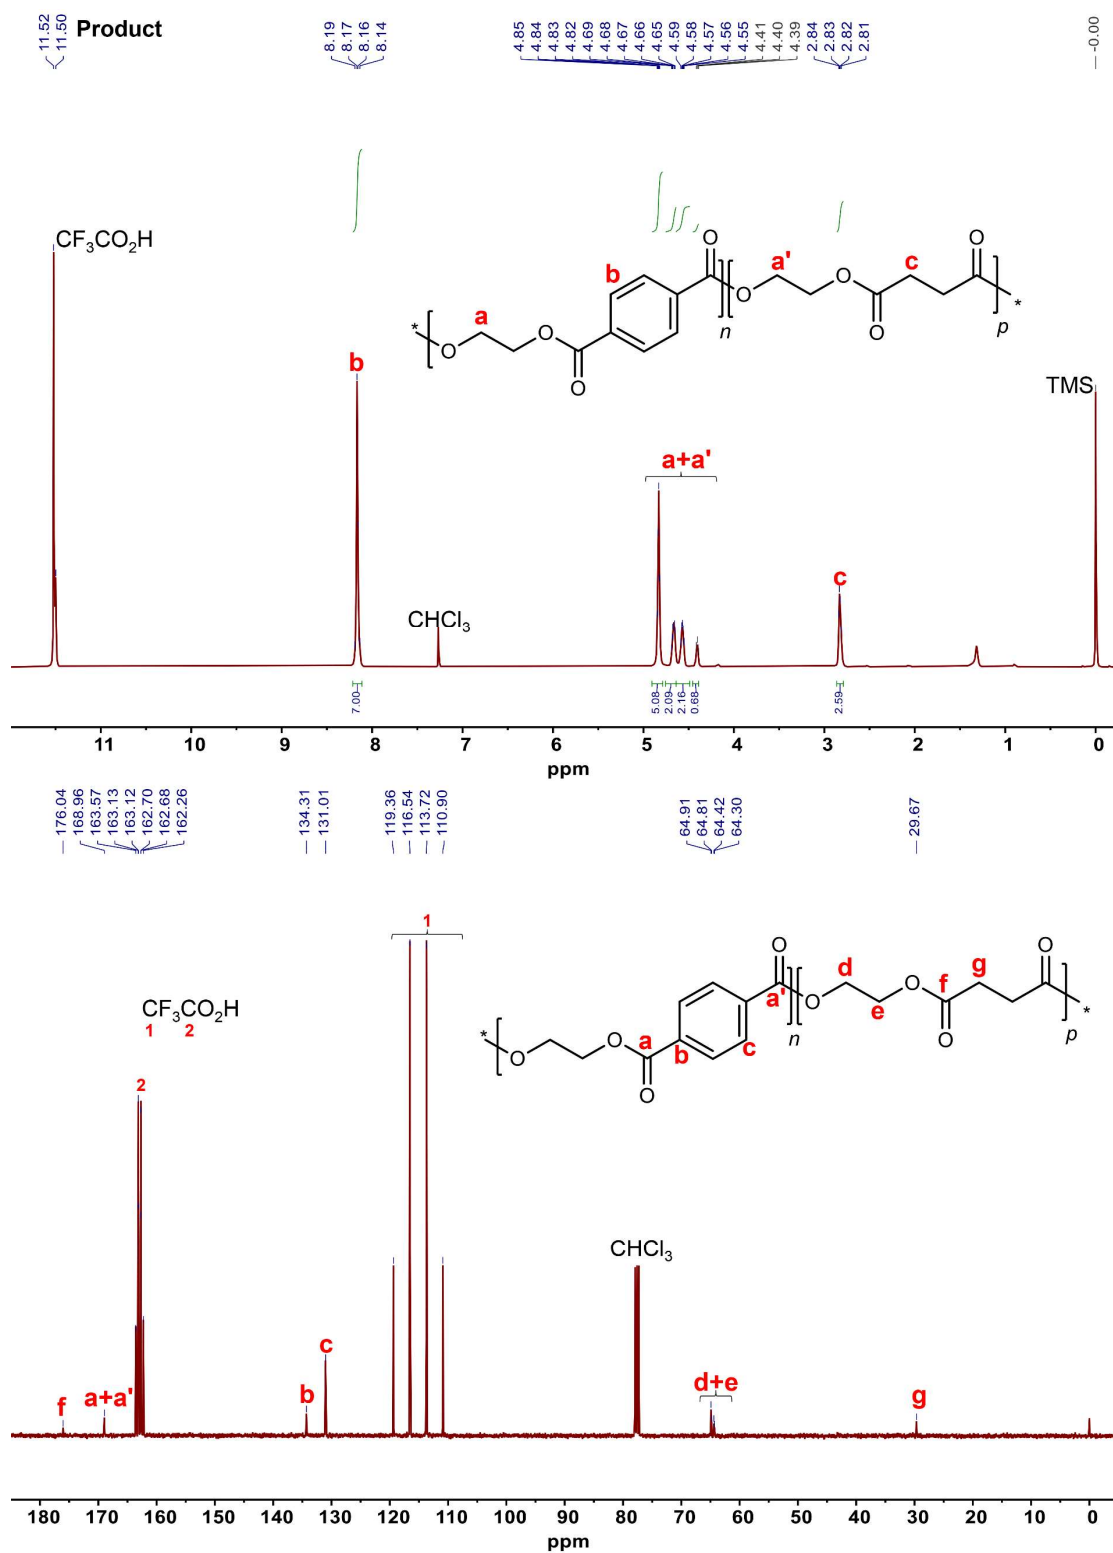 Product
11.52
11.50
8.19
8.17
8.16
8.14
4.85
4.84
4.83
4.82
4.69
4.68
4.67
4.66
4.65
4.59
4.58
4.57
4.56
4.55
4.41
4.40
4.39
2.84
2.83
2.82
2.81
-0.00
CF3CO2H
b
CHCl3
a+a'
c
TMS
* O a O O b O n O a' O O c O p *
7.00
5.08
2.09
2.16
0.68
2.59
11 10 9 8 7 6 5 4 3 2 1 0
ppm
176.04
168.96
163.57
163.13
163.12
162.70
162.68
162.26
134.31
131.01
119.36
116.54
113.72
110.90
64.91
64.81
64.42
64.30
29.67
1
CF3CO2H
1 2
2
* O O a O b c O a' n O d e O f O g O p *
CHCl3
f
a+a'
b
c
d+e
g
180 170 160 150 140 130 120 110 100 90 80 70 60 50 40 30 20 10 0
ppm